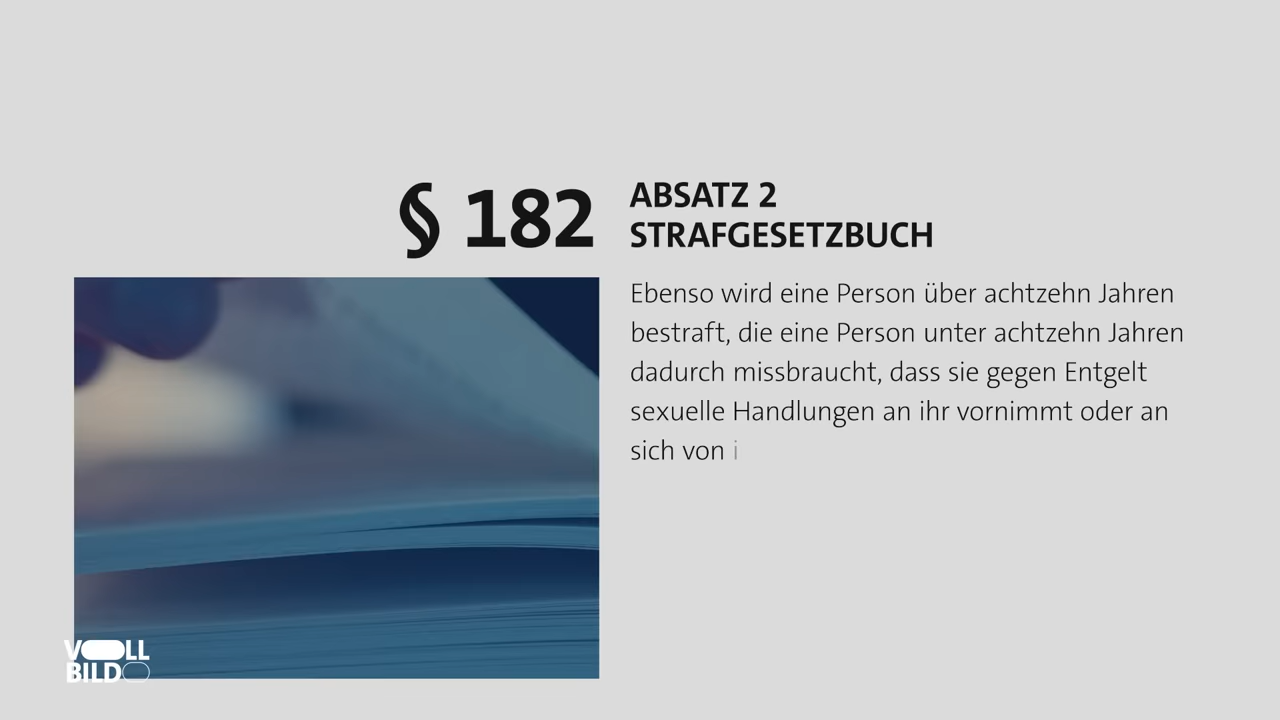 § 182
ABSATZ 2
STRAFGESETZBUCH
Ebenso wird eine Person über achtzehn Jahren
bestraft, die eine Person unter achtzehn Jahren
dadurch missbraucht, dass sie gegen Entgelt
sexuelle Handlungen an ihr vornimmt oder an
sich von i
VOLL
BILD